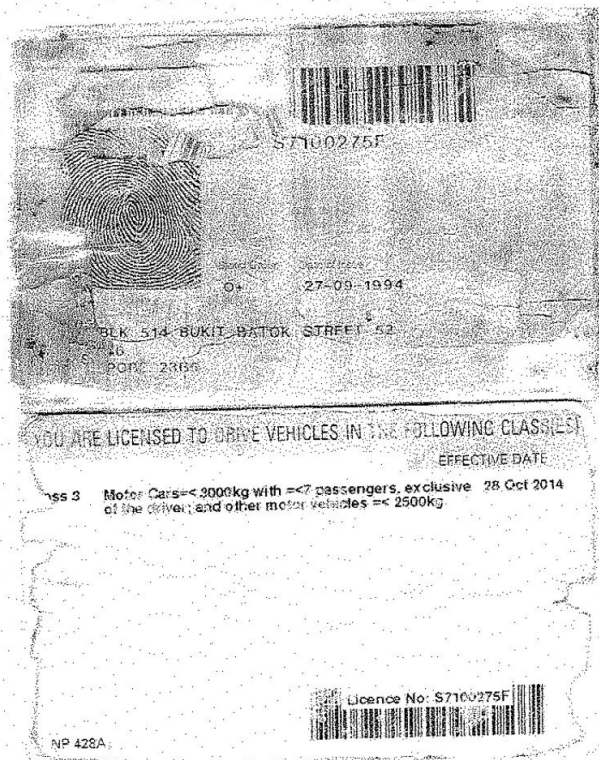 S7100275F
O+ 27-09-1994
BLK 514 BUKIT BATOK STREET 52
YOU ARE LICENSED TO DRIVE VEHICLES IN THE FOLLOWING CLASS(ES)
EFFECTIVE DATE
3 Motor Cars=< 3000kg with =<7 passengers, exclusive 28 Oct 2014
of the driver; and other motor vehicles =< 2500kg
Licence No: S7100275F
NP 428A